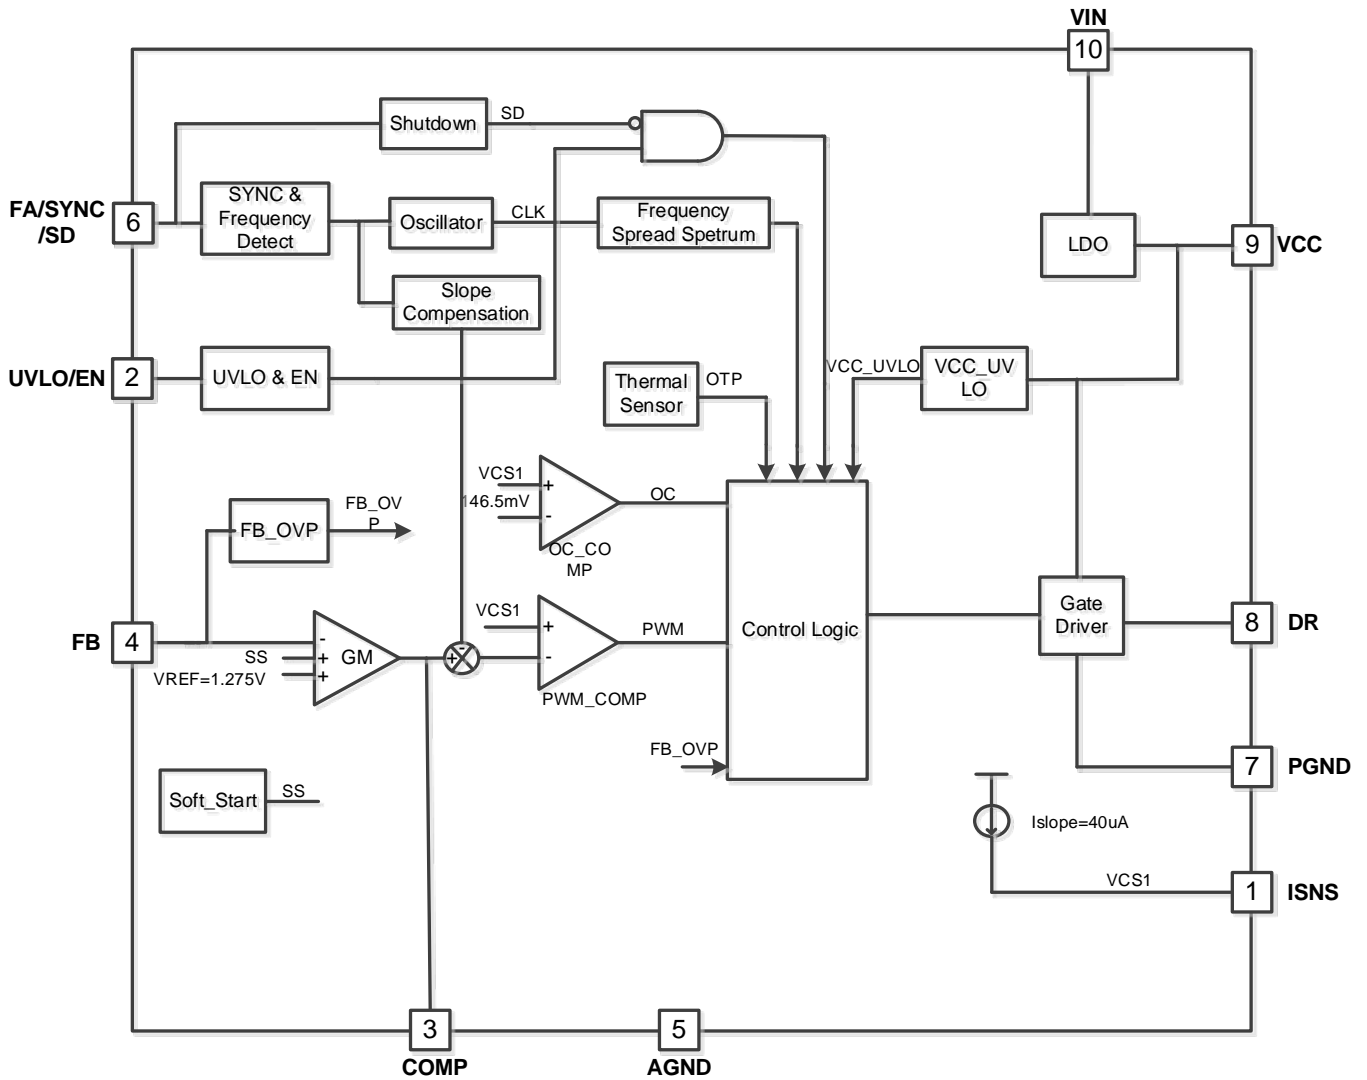 VIN
10
Shutdown
SD
FA/SYNC
/SD
6
SYNC &
Frequency
Detect
Oscillator
CLK
Frequency
Spread Spetrum
LDO
9
VCC
Slope
Compensation
UVLO/EN
2
UVLO & EN
Thermal
Sensor
OTP
VCC_UVLO
VCC_UV
LO
VCS1
+
146.5mV
-
OC
OC_CO
MP
FB_OVP
FB_OV
P
FB
4
-
SS
+
VREF=1.275V
+
GM
+
-
VCS1
+
-
PWM
PWM_COMP
Control Logic
Gate
Driver
8
DR
FB_OVP
7
PGND
Soft_Start
SS
Islope=40uA
VCS1
1
ISNS
3
COMP
5
AGND